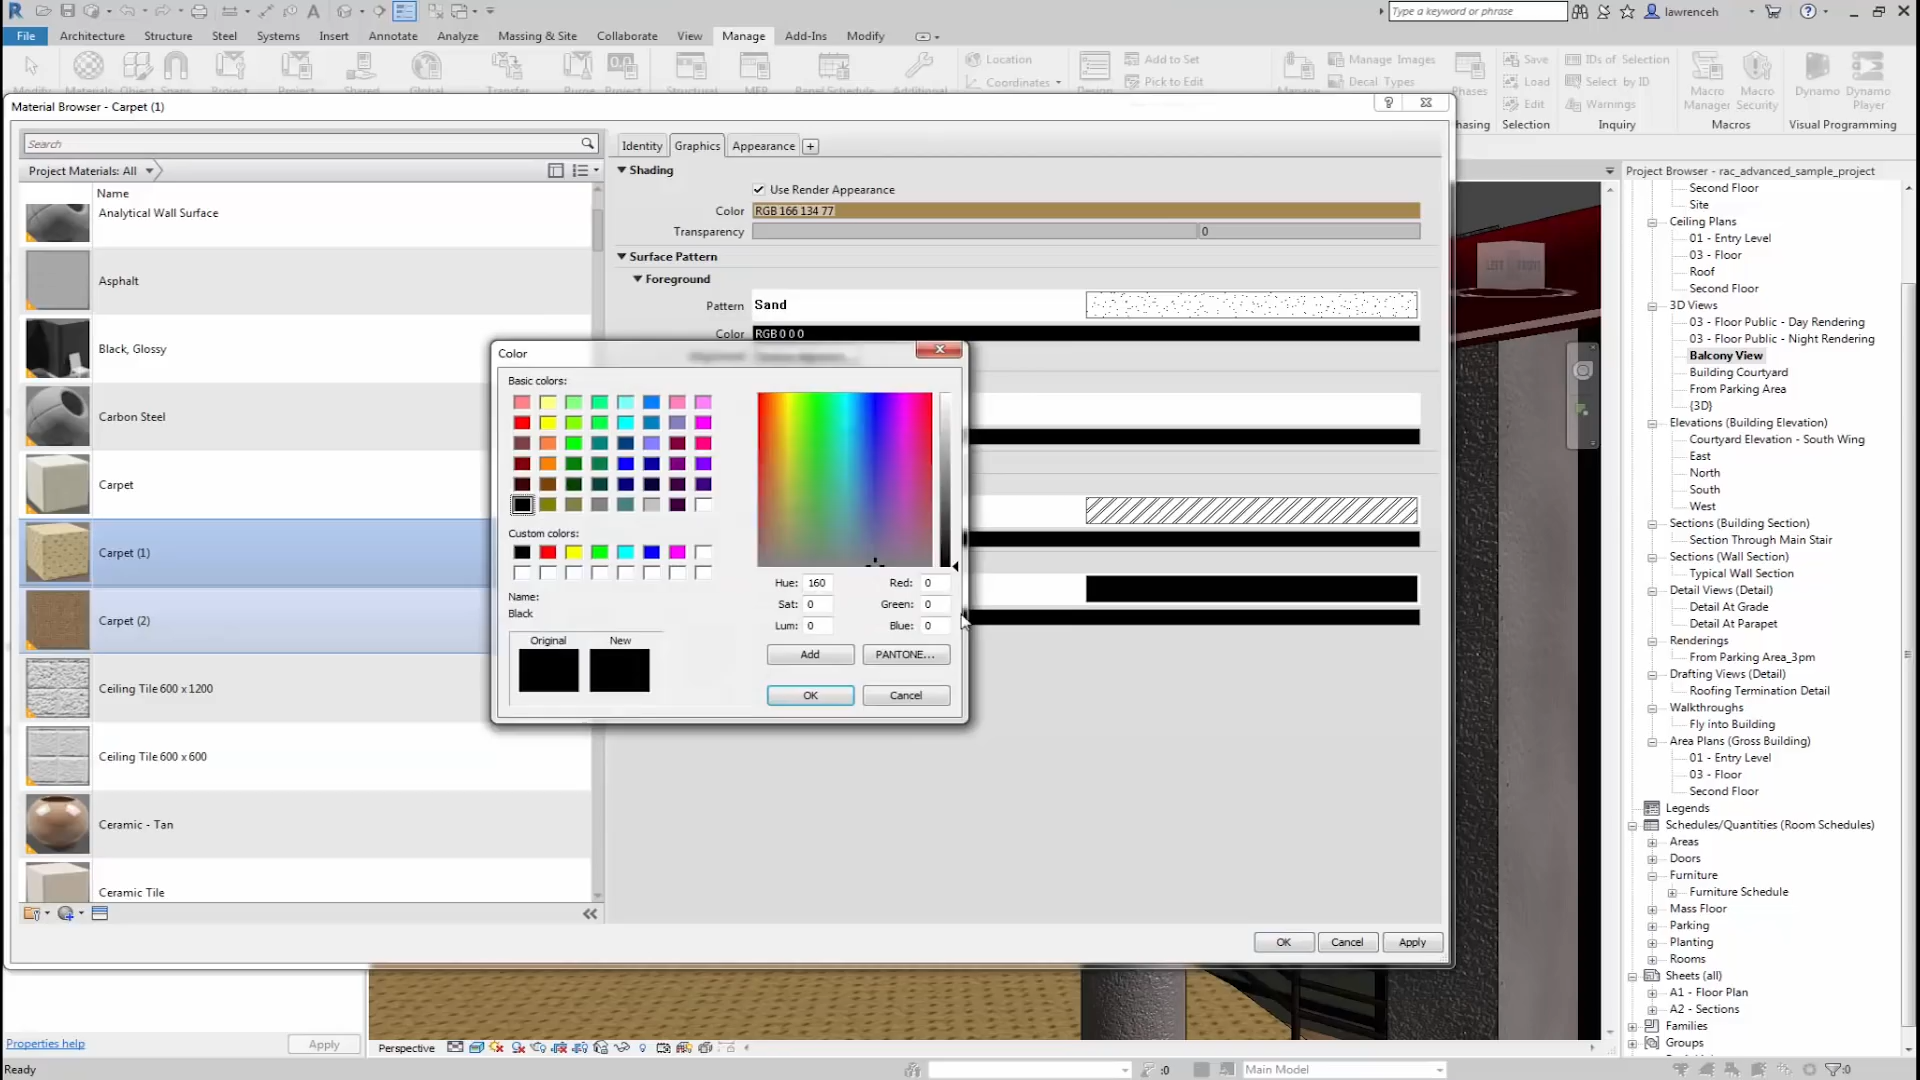 Type a keyword or phrase
lawrenceh
File Architecture Structure Steel Systems Insert Annotate Analyze Massing & Site Collaborate View Manage Add-Ins Modify
Location
Coordinates
Add to Set
Pick to Edit
Manage Images
Decal Types
Phases
Save
Load
Edit
Selection
IDs of Selection
Select by ID
Warnings
Inquiry
Macro Manager
Macro Security
Macros
Dynamo
Dynamo Player
Visual Programming
Material Browser - Carpet (1)
Search
Project Materials: All
Name
Analytical Wall Surface
Asphalt
Black, Glossy
Carbon Steel
Carpet
Carpet (1)
Carpet (2)
Ceiling Tile 600 x 1200
Ceiling Tile 600 x 600
Ceramic - Tan
Ceramic Tile
Identity Graphics Appearance +
Shading
Use Render Appearance
Color RGB 166 134 77
Transparency 0
Surface Pattern
Foreground
Pattern Sand
Color RGB 0 0 0
Color
Basic colors:
Custom colors:
Name:
Black
Original New
Hue: 160 Red: 0
Sat: 0 Green: 0
Lum: 0 Blue: 0
Add PANTONE...
OK Cancel
OK Cancel Apply
Project Browser - rac_advanced_sample_project
Second Floor
Site
Ceiling Plans
01 - Entry Level
03 - Floor
Roof
Second Floor
3D Views
03 - Floor Public - Day Rendering
03 - Floor Public - Night Rendering
Balcony View
Building Courtyard
From Parking Area
{3D}
Elevations (Building Elevation)
Courtyard Elevation - South Wing
East
North
South
West
Sections (Building Section)
Section Through Main Stair
Sections (Wall Section)
Typical Wall Section
Detail Views (Detail)
Detail At Grade
Detail At Parapet
Renderings
From Parking Area_3pm
Drafting Views (Detail)
Roofing Termination Detail
Walkthroughs
Fly into Building
Area Plans (Gross Building)
01 - Entry Level
03 - Floor
Second Floor
Legends
Schedules/Quantities (Room Schedules)
Areas
Doors
Furniture
Furniture Schedule
Mass Floor
Parking
Planting
Rooms
Sheets (all)
A1 - Floor Plan
A2 - Sections
Families
Groups
Properties help Apply
Perspective
Ready
:0
Main Model
:0